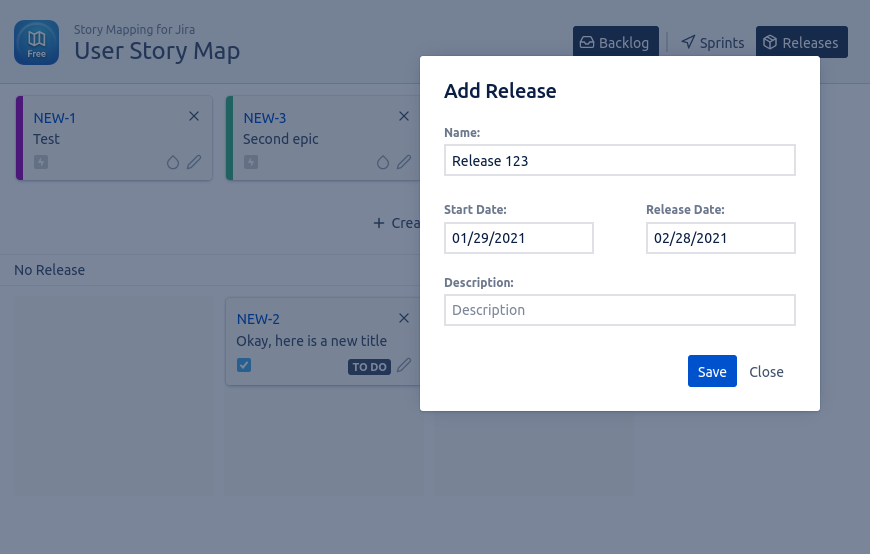 Story Mapping for Jira
User Story Map
Free
Backlog
Sprints
Releases
NEW-1
Test
NEW-3
Second epic
+ Crea
No Release
NEW-2
Okay, here is a new title
TO DO
Add Release
Name:
Release 123
Start Date:
Release Date:
01/29/2021
02/28/2021
Description:
Description
Save
Close